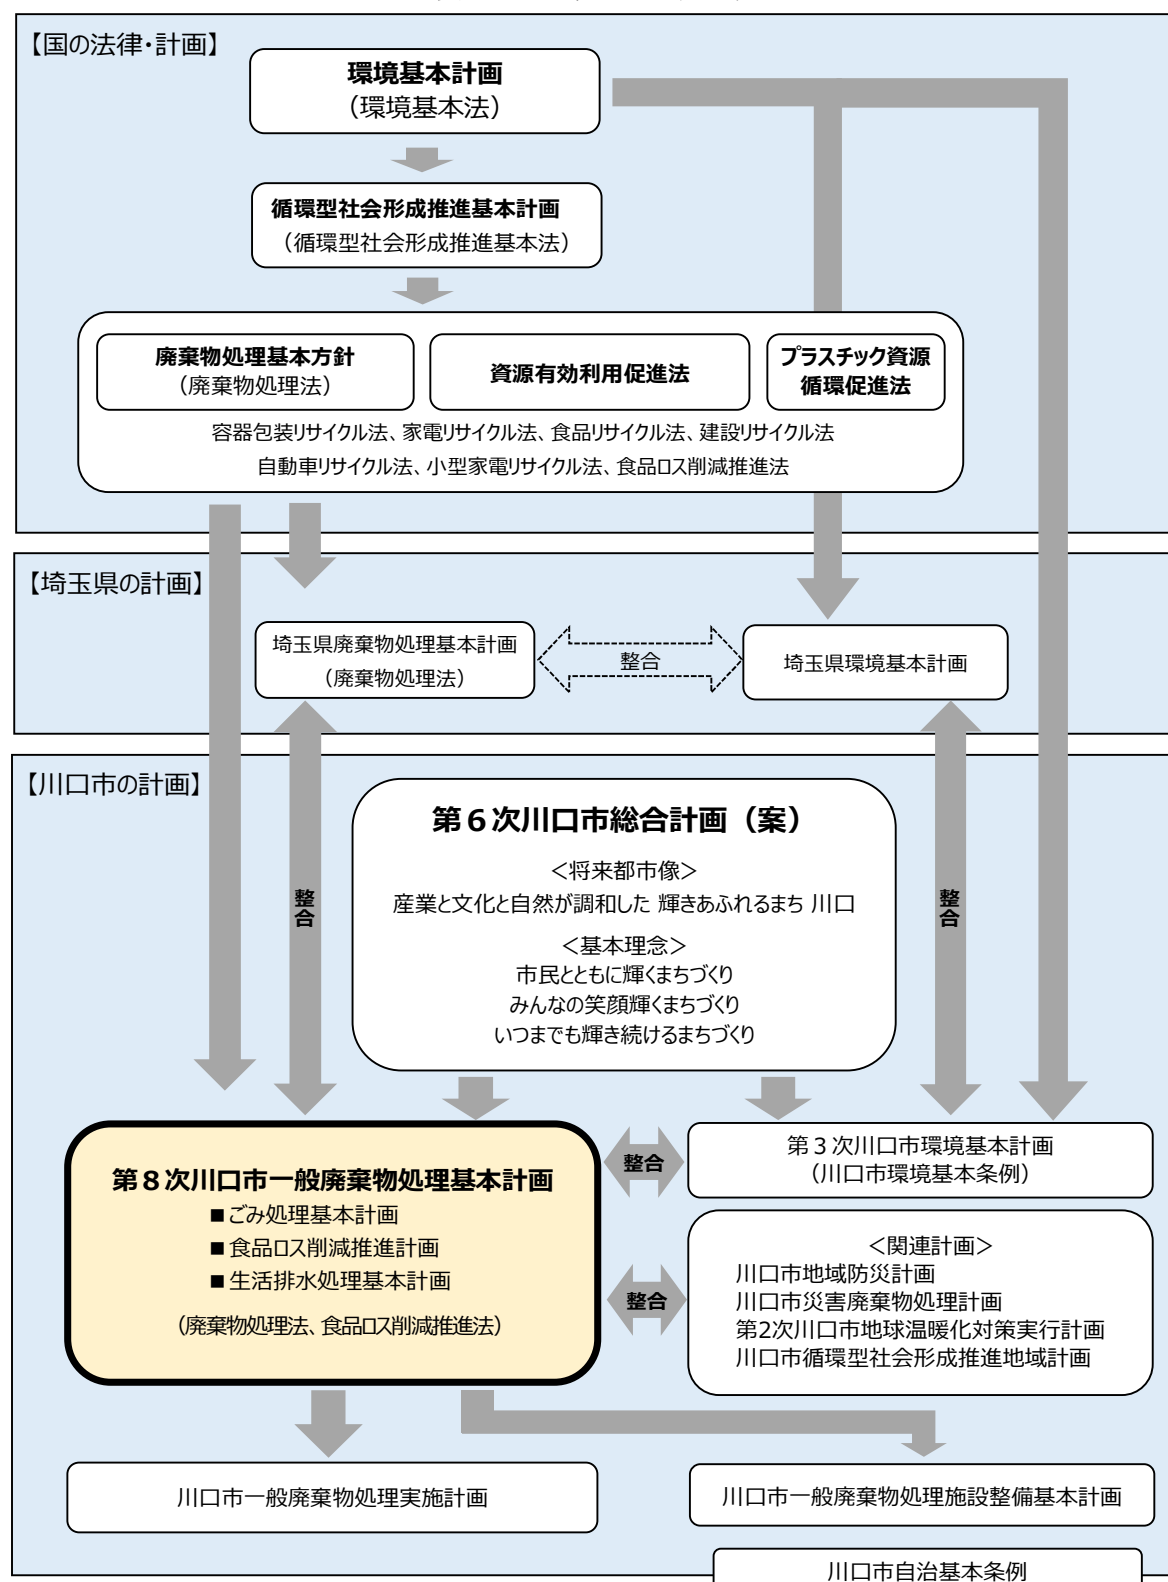 【国の法律・計画】
環境基本計画
（環境基本法）
循環型社会形成推進基本計画
（循環型社会形成推進基本法）
廃棄物処理基本方針
（廃棄物処理法）
資源有効利用促進法
プラスチック資源
循環促進法
容器包装リサイクル法、家電リサイクル法、食品リサイクル法、建設リサイクル法
自動車リサイクル法、小型家電リサイクル法、食品ロス削減推進法
【埼玉県の計画】
埼玉県廃棄物処理基本計画
（廃棄物処理法）
整合
埼玉県環境基本計画
【川口市の計画】
第６次川口市総合計画（案）
＜将来都市像＞
産業と文化と自然が調和した 輝きあふれるまち 川口
＜基本理念＞
市民とともに輝くまちづくり
みんなの笑顔輝くまちづくり
いつまでも輝き続けるまちづくり
整合
整合
第８次川口市一般廃棄物処理基本計画
■ごみ処理基本計画
■食品ロス削減推進計画
■生活排水処理基本計画
（廃棄物処理法、食品ロス削減推進法）
整合
第３次川口市環境基本計画
（川口市環境基本条例）
整合
＜関連計画＞
川口市地域防災計画
川口市災害廃棄物処理計画
第2次川口市地球温暖化対策実行計画
川口市循環型社会形成推進地域計画
川口市一般廃棄物処理実施計画
川口市一般廃棄物処理施設整備基本計画
川口市自治基本条例